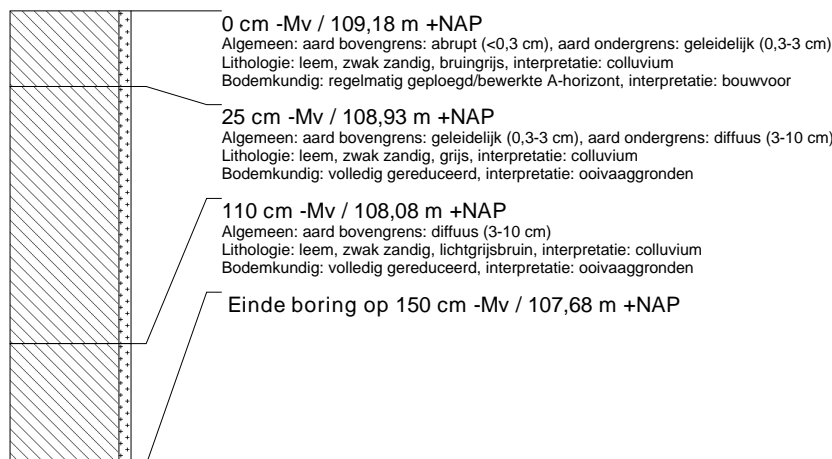 0 cm -Mv / 109,18 m +NAP
Algemeen: aard bovengrens: abrupt (<0,3 cm), aard ondergrens: geleidelijk (0,3-3 cm)
Lithologie: leem, zwak zandig, bruingrijs, interpretatie: colluvium
Bodemkundig: regelmatig geploegd/bewerkte A-horizont, interpretatie: bouwvoor
25 cm -Mv / 108,93 m +NAP
Algemeen: aard bovengrens: geleidelijk (0,3-3 cm), aard ondergrens: diffuus (3-10 cm)
Lithologie: leem, zwak zandig, grijs, interpretatie: colluvium
Bodemkundig: volledig gereduceerd, interpretatie: ooivaaggronden
110 cm -Mv / 108,08 m +NAP
Algemeen: aard bovengrens: diffuus (3-10 cm)
Lithologie: leem, zwak zandig, lichtgrijsbruin, interpretatie: colluvium
Bodemkundig: volledig gereduceerd, interpretatie: ooivaaggronden
Einde boring op 150 cm -Mv / 107,68 m +NAP